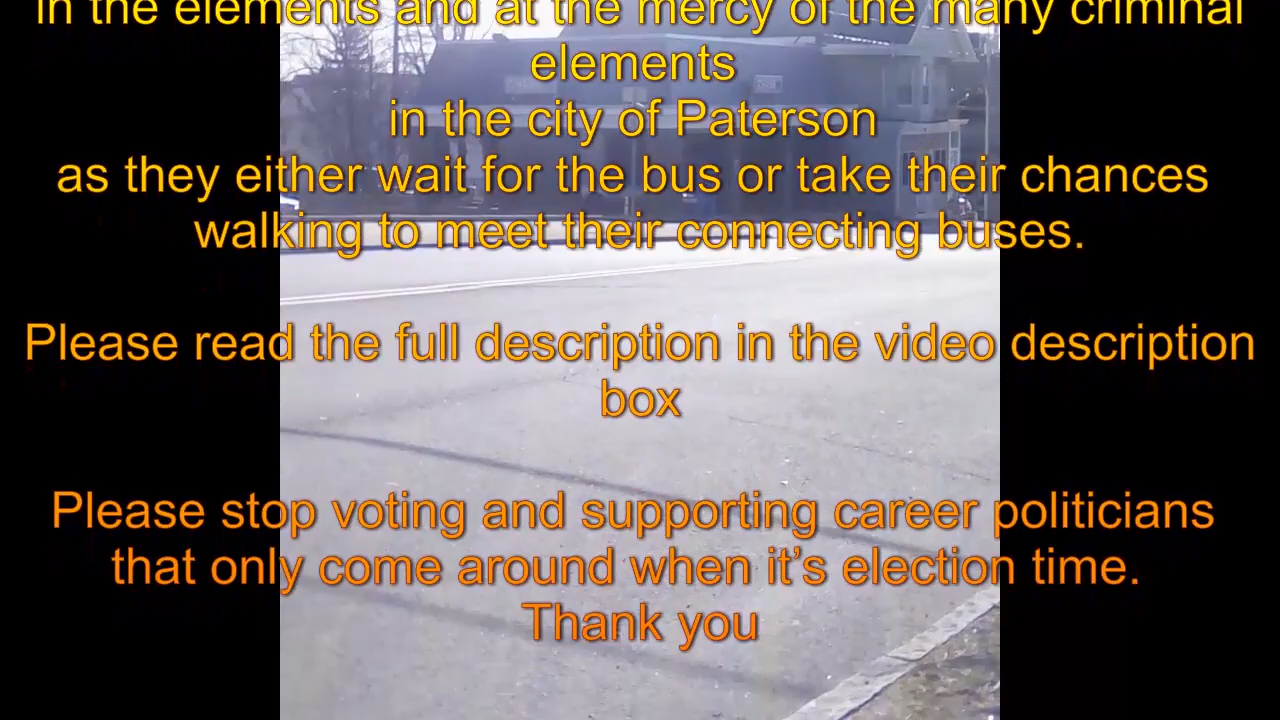 in the elements and at the mercy of the many criminal
elements
in the city of Paterson
as they either wait for the bus or take their chances
walking to meet their connecting buses.
Please read the full description in the video description
box
Please stop voting and supporting career politicians
that only come around when it’s election time.
Thank you